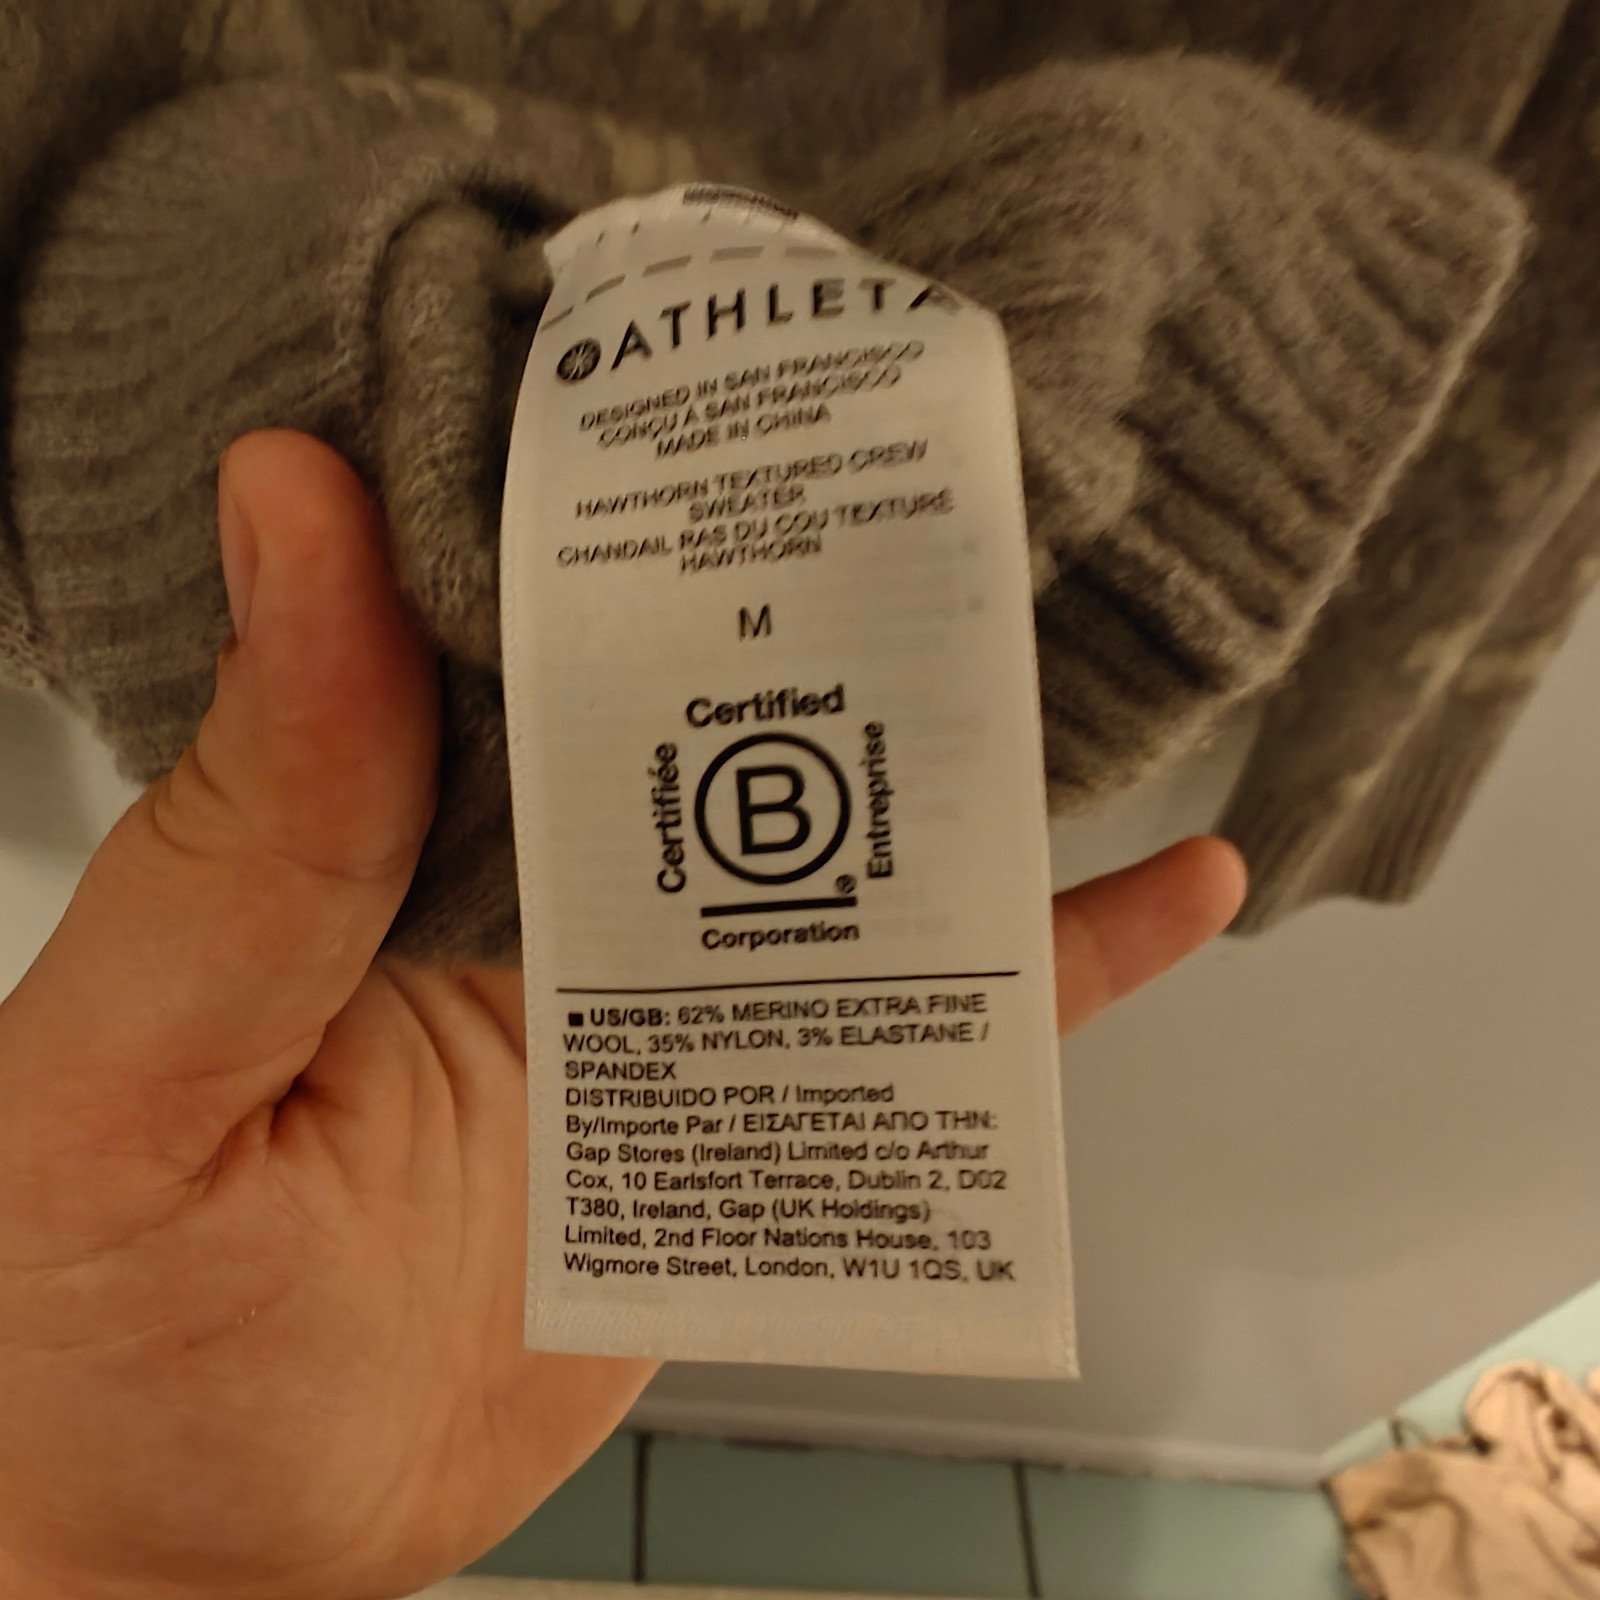 ATHLETA
DESIGNED IN SAN FRANCISCO
CONÇU À SAN FRANCISCO
MADE IN CHINA
HAWTHORN TEXTURED CREW
SWEATER
CHANDAIL RAS DU COU TEXTURÉ
HAWTHORN
M
Certified
Certifiée
B
®
Entreprise
Corporation
■ US/GB: 62% MERINO EXTRA FINE
WOOL, 35% NYLON, 3% ELASTANE /
SPANDEX
DISTRIBUIDO POR / Imported
By/Importe Par / ΕΙΣΑΓΕΤΑΙ ΑΠΟ ΤΗΝ:
Gap Stores (Ireland) Limited c/o Arthur
Cox, 10 Earlsfort Terrace, Dublin 2, D02
T380, Ireland, Gap (UK Holdings)
Limited, 2nd Floor Nations House, 103
Wigmore Street, London, W1U 1QS, UK